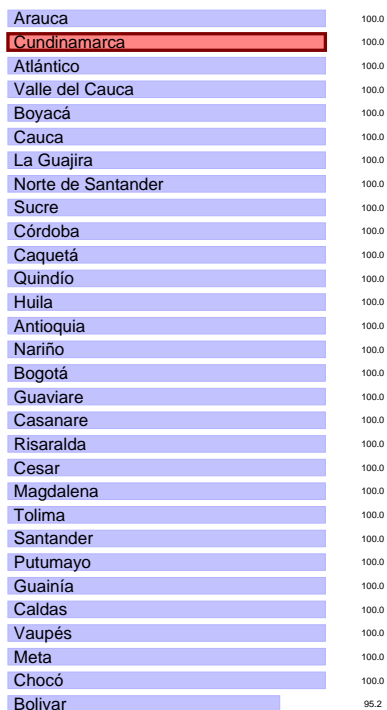 Arauca 100.0
Cundinamarca 100.0
Atlántico 100.0
Valle del Cauca 100.0
Boyacá 100.0
Cauca 100.0
La Guajira 100.0
Norte de Santander 100.0
Sucre 100.0
Córdoba 100.0
Caquetá 100.0
Quindío 100.0
Huila 100.0
Antioquia 100.0
Nariño 100.0
Bogotá 100.0
Guaviare 100.0
Casanare 100.0
Risaralda 100.0
Cesar 100.0
Magdalena 100.0
Tolima 100.0
Santander 100.0
Putumayo 100.0
Guainía 100.0
Caldas 100.0
Vaupés 100.0
Meta 100.0
Chocó 100.0
Bolivar 95.2